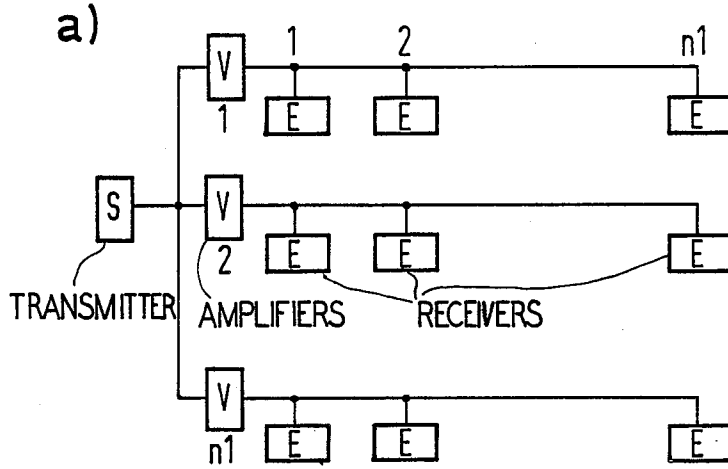 a)
1 2 n1
V
1
E E E
S
V
2
E E E
TRANSMITTER AMPLIFIERS RECEIVERS
V
n1
E E E